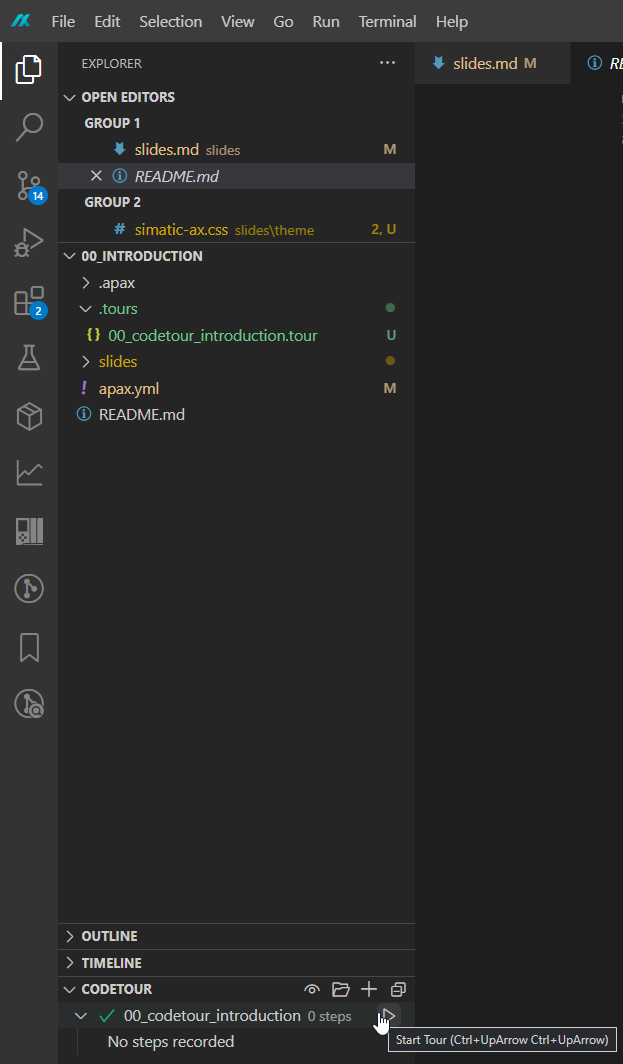 File Edit Selection View Go Run Terminal Help
EXPLORER ...
slides.md M
OPEN EDITORS
GROUP 1
slides.md slides M
README.md
GROUP 2
# simatic-ax.css slides\theme 2, U
00_INTRODUCTION
.apax
.tours
{} 00_codetour_introduction.tour U
slides
! apax.yml M
README.md
14
2
OUTLINE
TIMELINE
CODETOUR
00_codetour_introduction 0 steps
Start Tour (Ctrl+UpArrow Ctrl+UpArrow)
No steps recorded